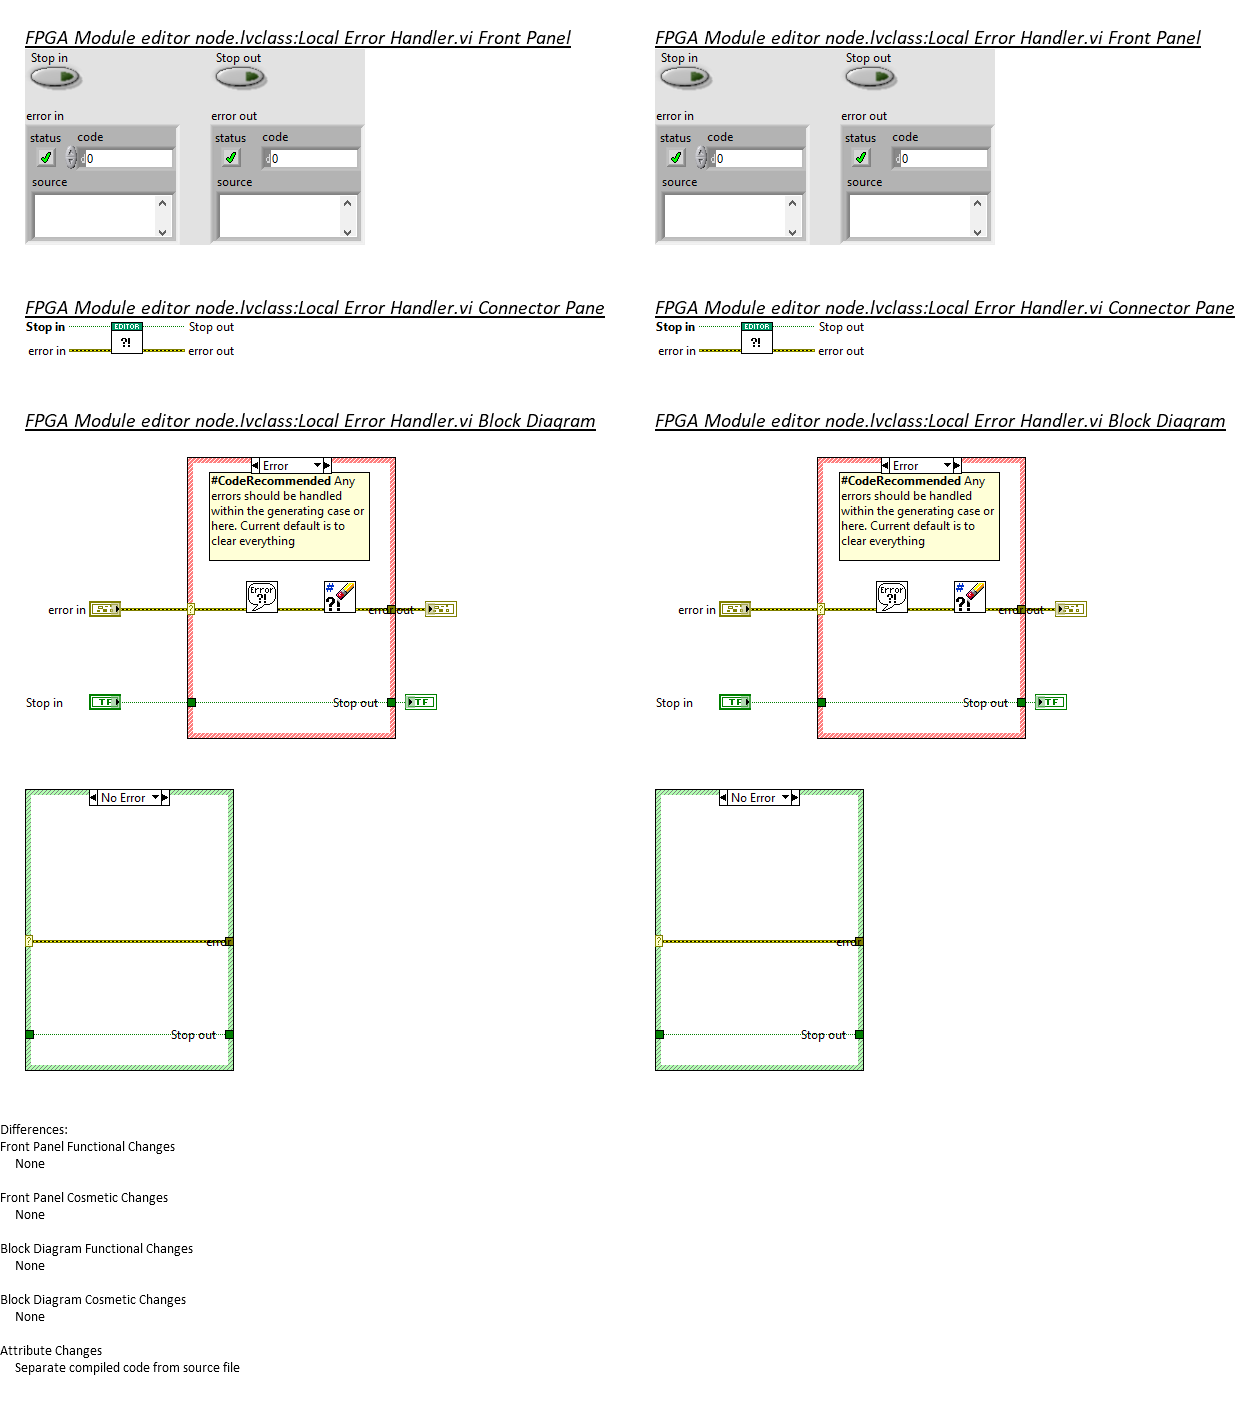 FPGA Module editor node.lvclass:Local Error Handler.vi Front Panel
Stop in Stop out
error in error out
status code status code
0 0
source source
FPGA Module editor node.lvclass:Local Error Handler.vi Front Panel
Stop in Stop out
error in error out
status code status code
0 0
source source
FPGA Module editor node.lvclass:Local Error Handler.vi Connector Pane
Stop in EDITOR Stop out
error in ?! error out
FPGA Module editor node.lvclass:Local Error Handler.vi Connector Pane
Stop in EDITOR Stop out
error in ?! error out
FPGA Module editor node.lvclass:Local Error Handler.vi Block Diagram
Error
#CodeRecommended Any
errors should be handled
within the generating case or
here. Current default is to
clear everything
Error
?!
#
?!
error in ? error out
Stop in TF Stop out TF
No Error
? error
Stop out
FPGA Module editor node.lvclass:Local Error Handler.vi Block Diagram
Error
#CodeRecommended Any
errors should be handled
within the generating case or
here. Current default is to
clear everything
Error
?!
#
?!
error in ? error out
Stop in TF Stop out TF
No Error
? error
Stop out
Differences:
Front Panel Functional Changes
None
Front Panel Cosmetic Changes
None
Block Diagram Functional Changes
None
Block Diagram Cosmetic Changes
None
Attribute Changes
Separate compiled code from source file